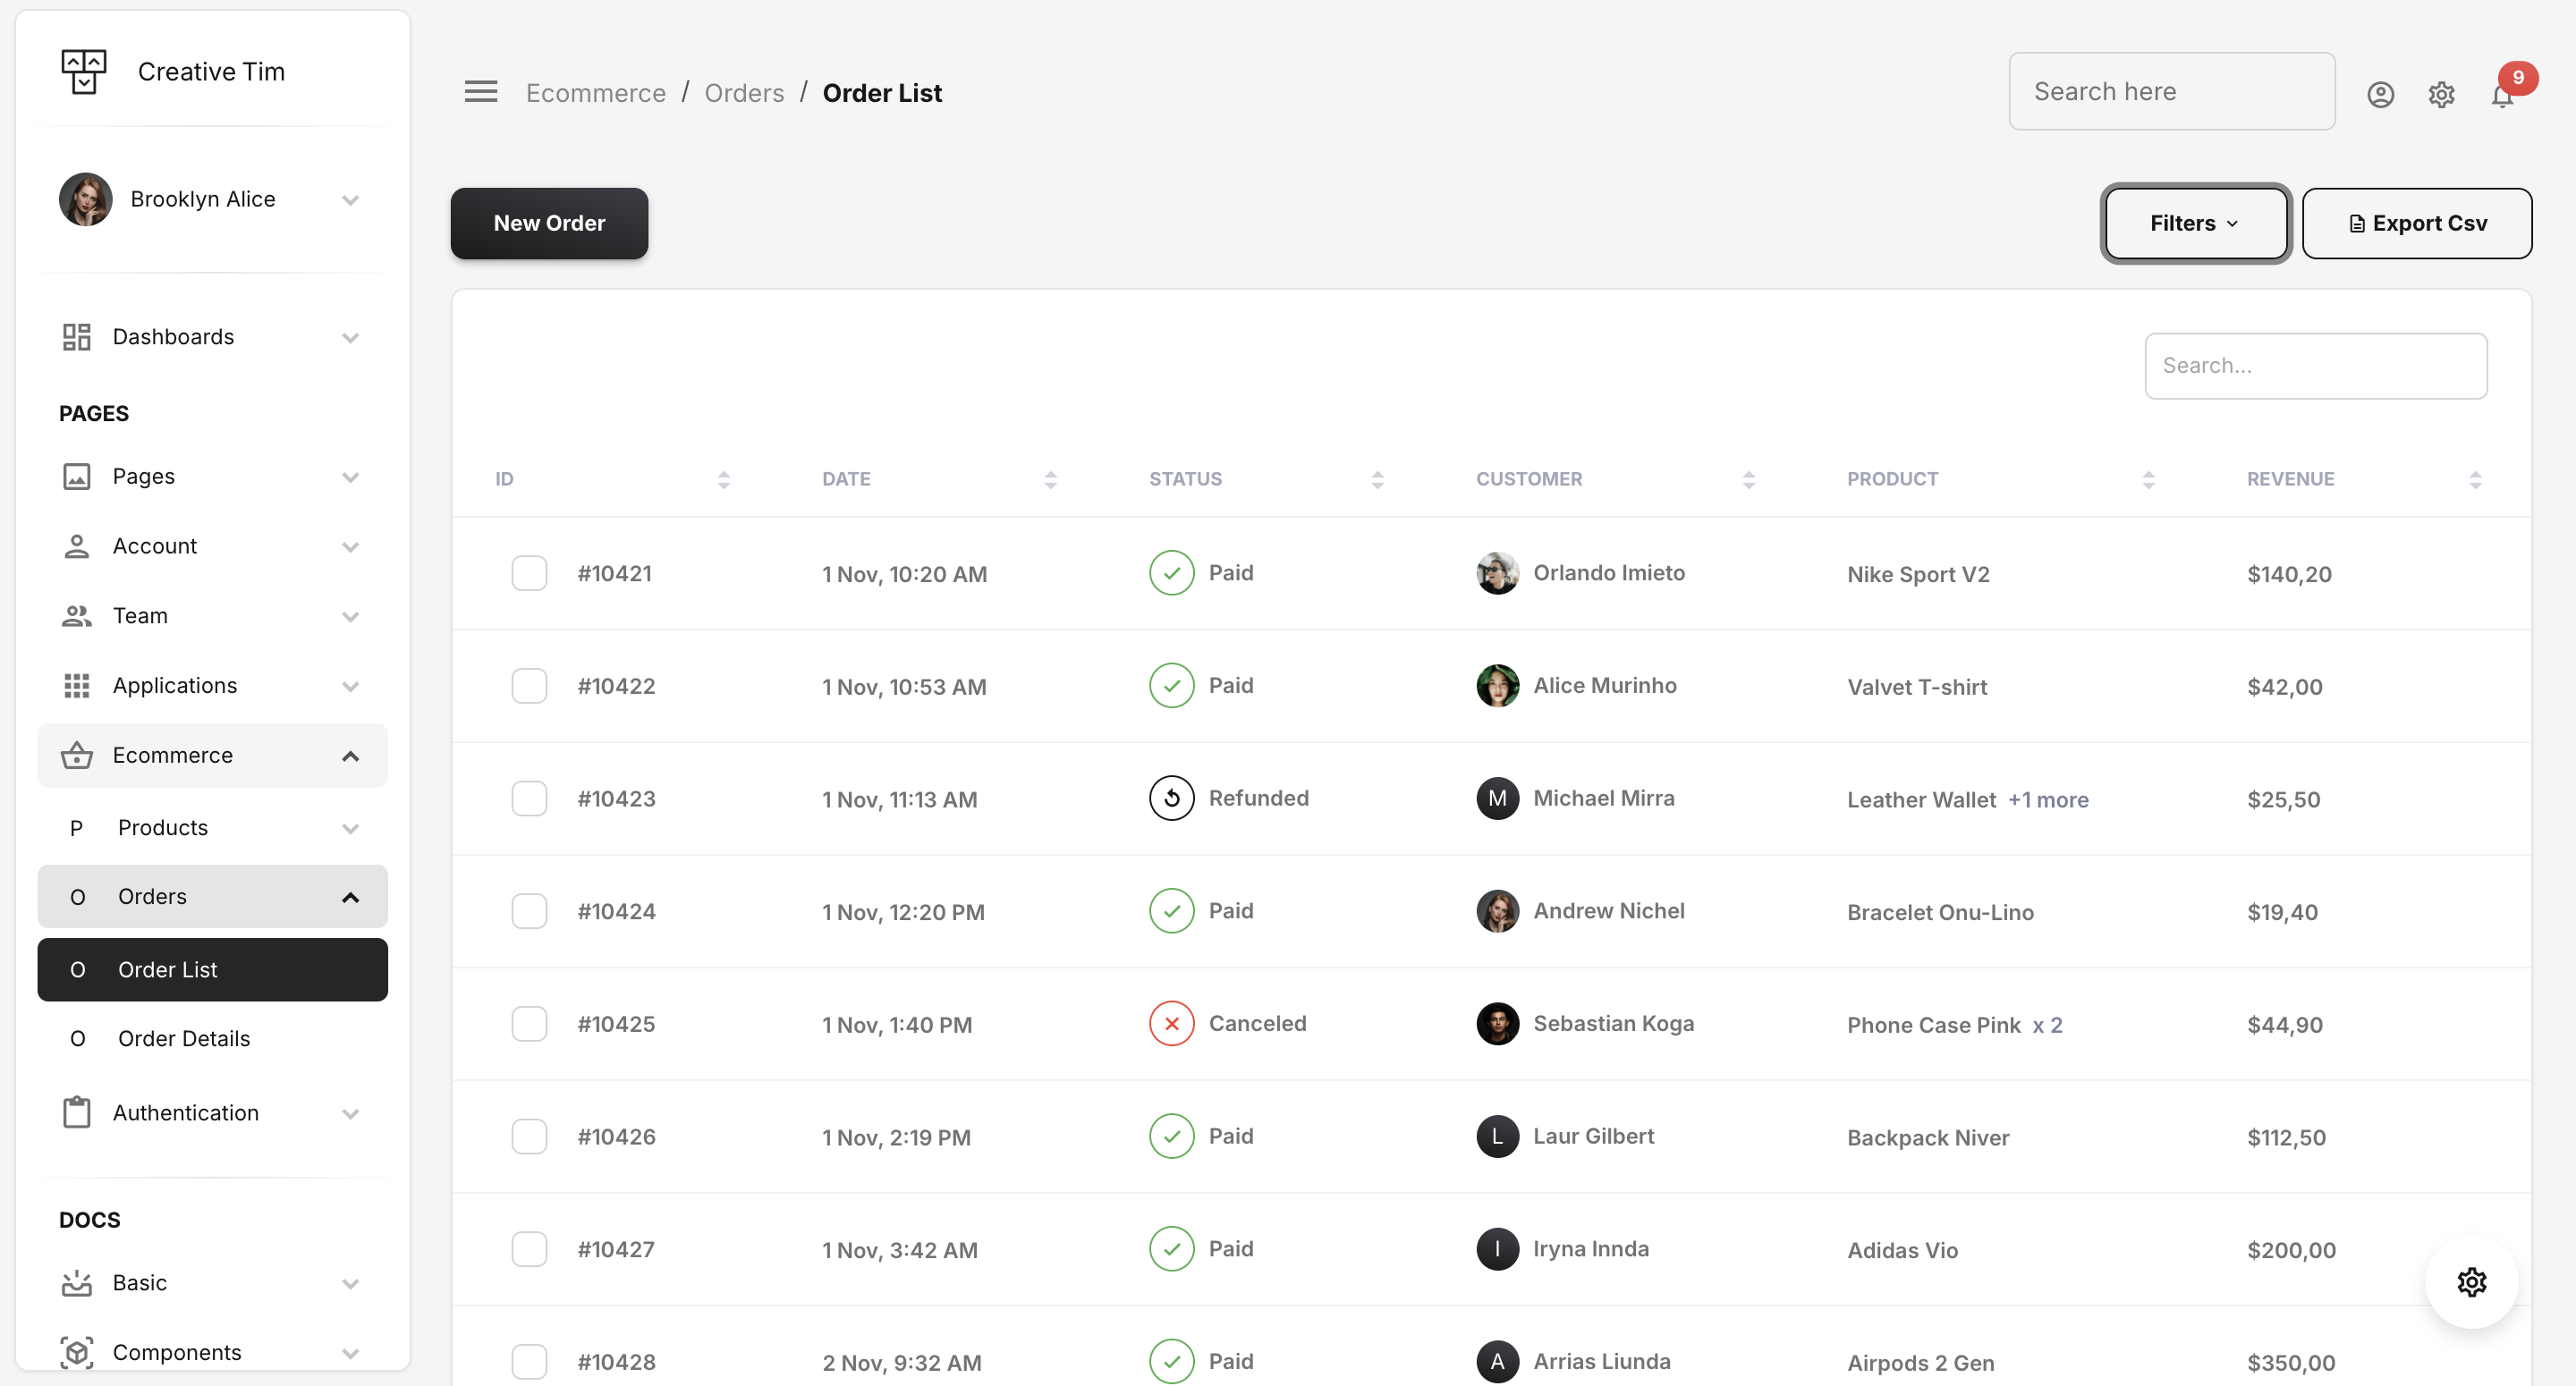 Creative Tim
Brooklyn Alice
Dashboards
PAGES
Pages
Account
Team
Applications
Ecommerce
P Products
O Orders
O Order List
O Order Details
Authentication
DOCS
Basic
Components
Ecommerce / Orders / Order List
Search here
9
New Order
Filters
Export Csv
Search...
ID DATE STATUS CUSTOMER PRODUCT REVENUE
#10421 1 Nov, 10:20 AM Paid Orlando Imieto Nike Sport V2 $140,20
#10422 1 Nov, 10:53 AM Paid Alice Murinho Valvet T-shirt $42,00
#10423 1 Nov, 11:13 AM Refunded M Michael Mirra Leather Wallet +1 more $25,50
#10424 1 Nov, 12:20 PM Paid Andrew Nichel Bracelet Onu-Lino $19,40
#10425 1 Nov, 1:40 PM Canceled Sebastian Koga Phone Case Pink x 2 $44,90
#10426 1 Nov, 2:19 PM Paid L Laur Gilbert Backpack Niver $112,50
#10427 1 Nov, 3:42 AM Paid I Iryna Innda Adidas Vio $200,00
#10428 2 Nov, 9:32 AM Paid A Arrias Liunda Airpods 2 Gen $350,00